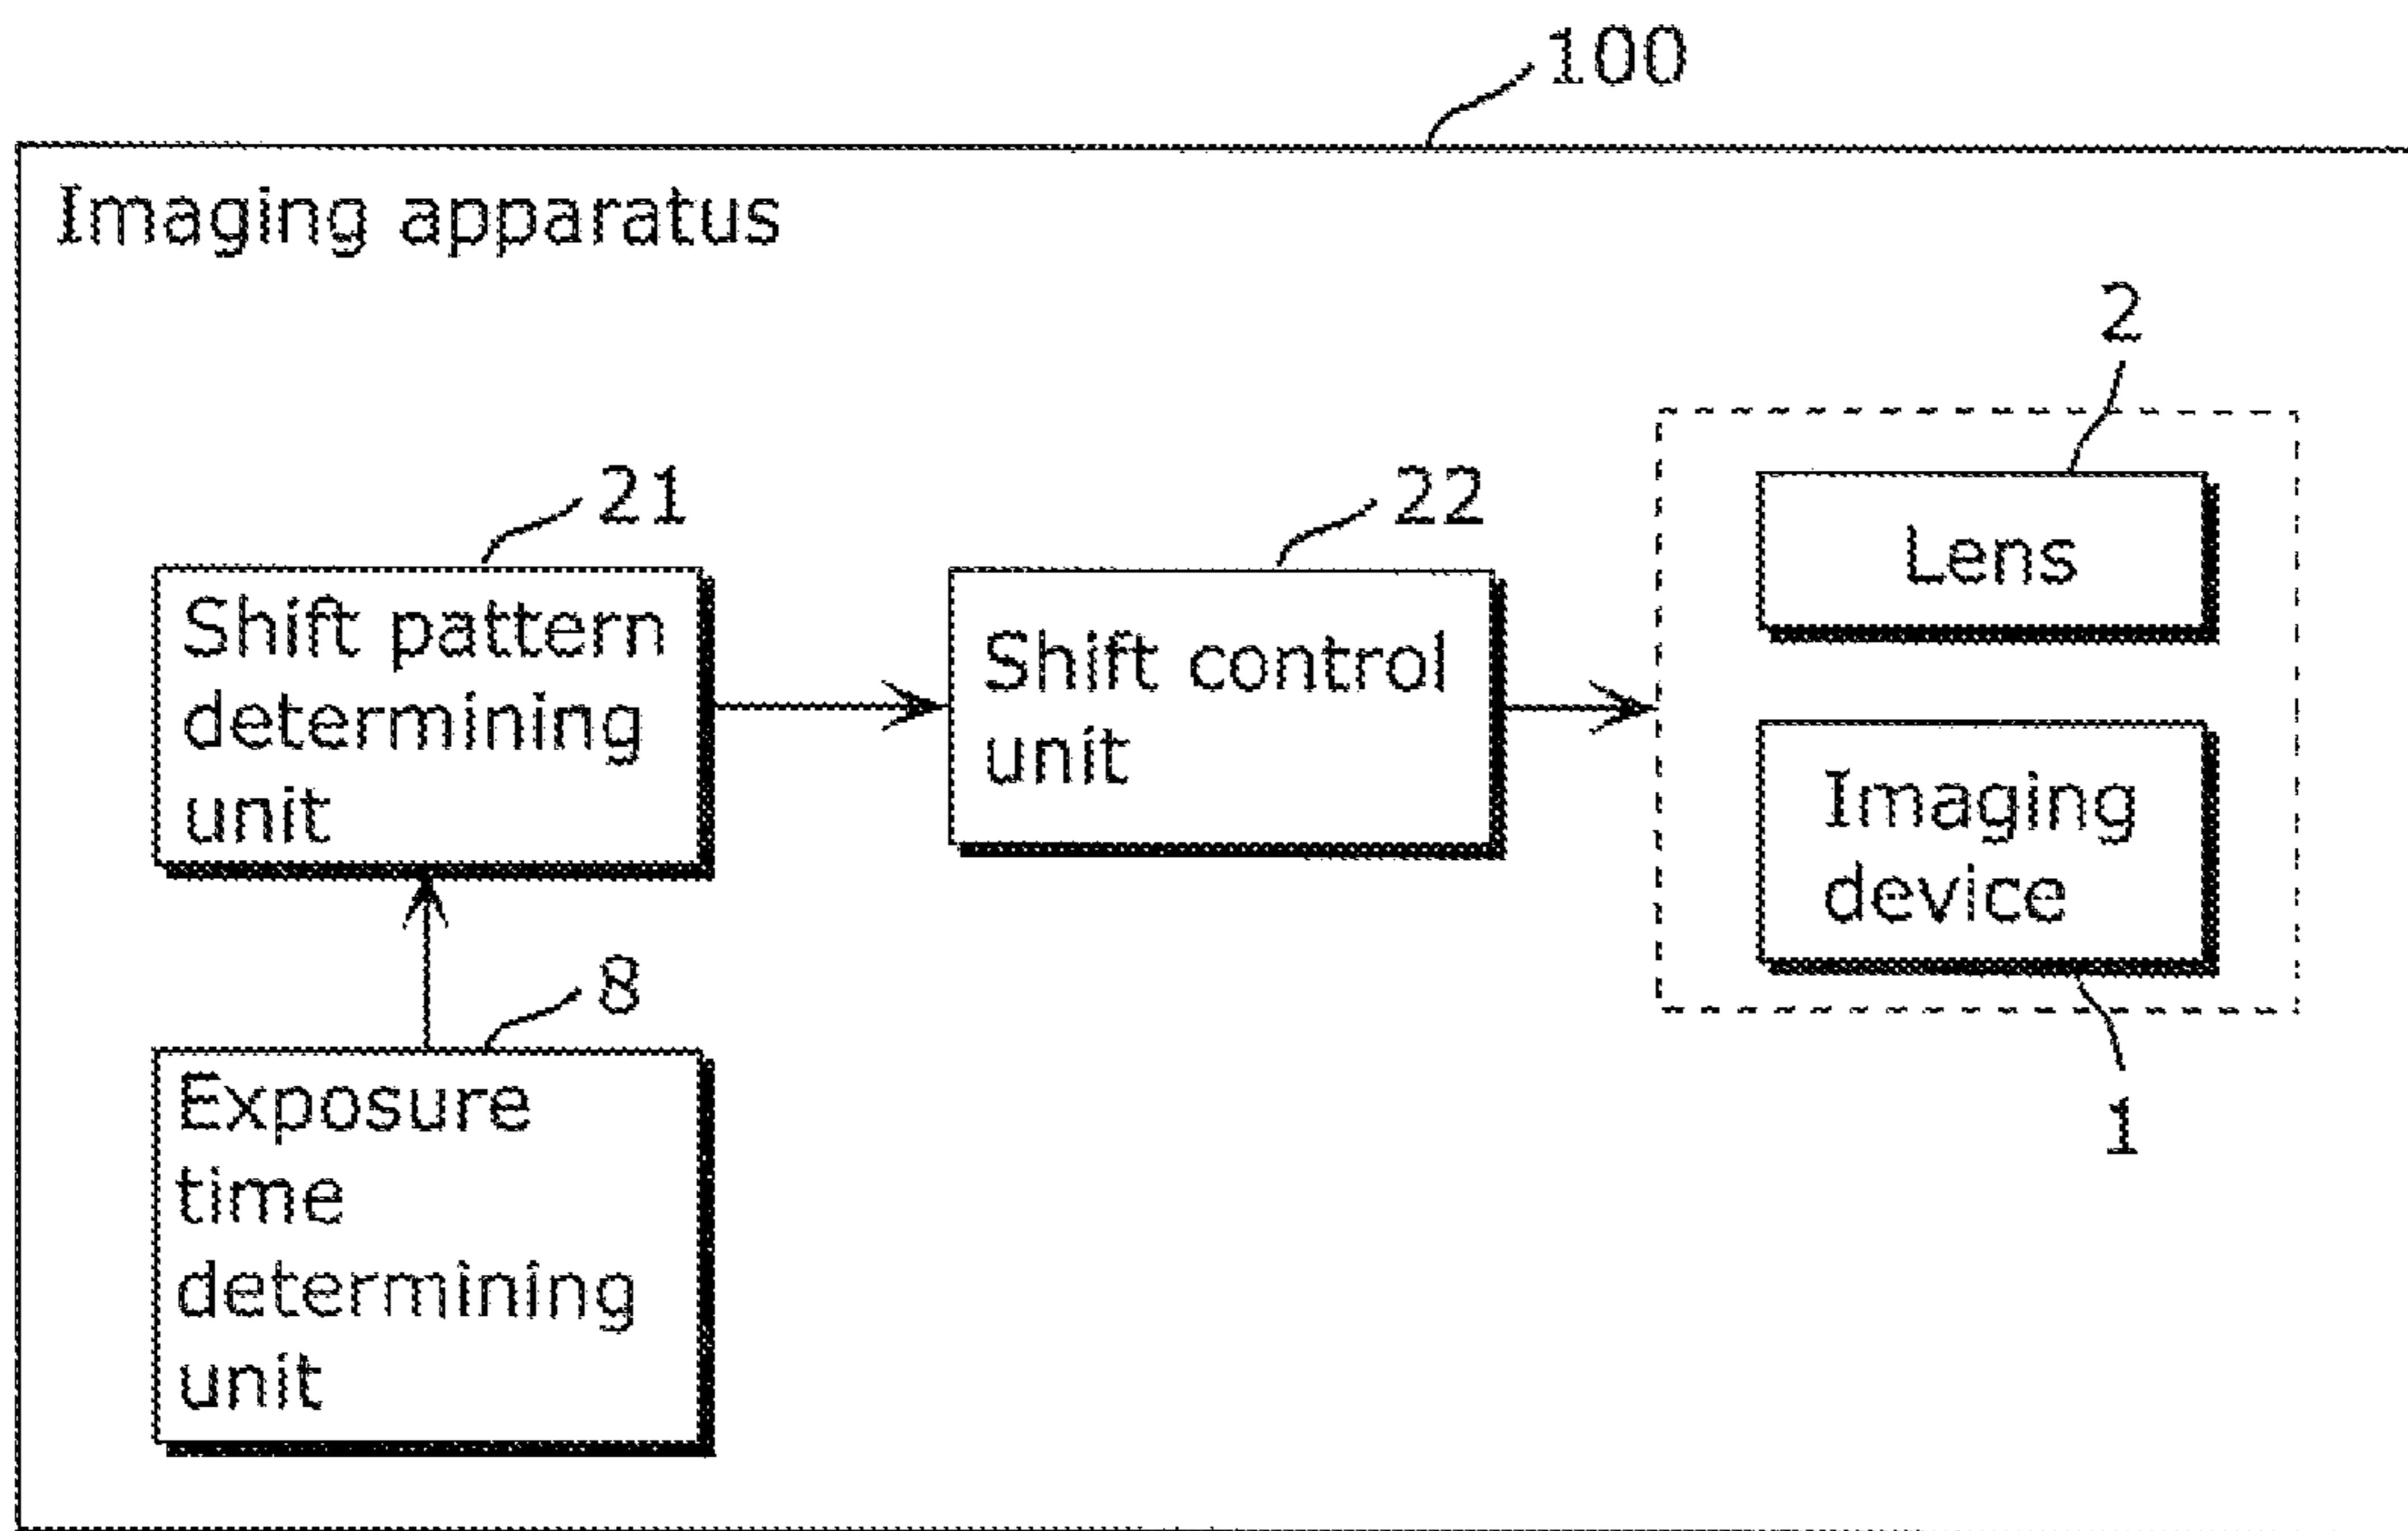 100
Imaging apparatus
2
21
22
Lens
Shift pattern
determining
unit
Shift control
unit
Imaging
device
8
1
Exposure
time
determining
unit